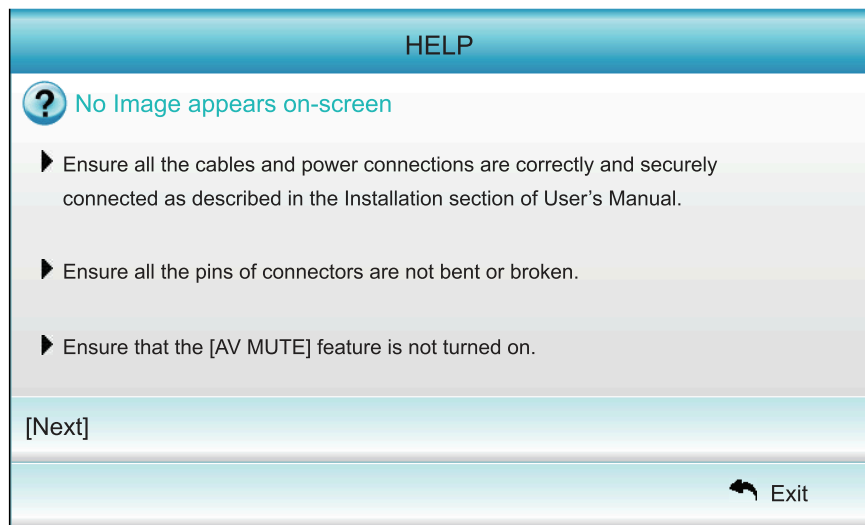 HELP
?
No Image appears on-screen
Ensure all the cables and power connections are correctly and securely
connected as described in the Installation section of User’s Manual.
Ensure all the pins of connectors are not bent or broken.
Ensure that the [AV MUTE] feature is not turned on.
[Next]
Exit